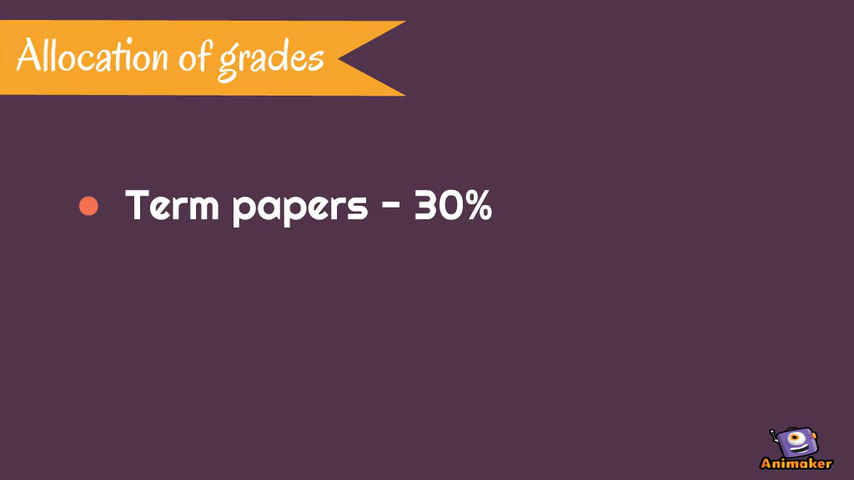 Allocation of grades
Term papers - 30%
Animaker